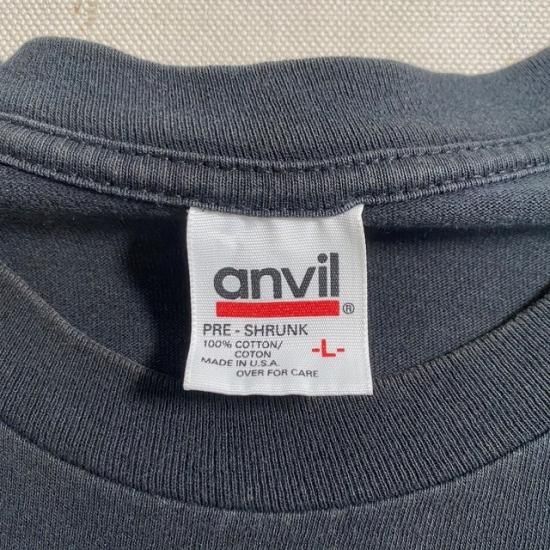 anvil
®
PRE - SHRUNK
100% COTTON/
COTON
-L-
MADE IN U.S.A.
OVER FOR CARE